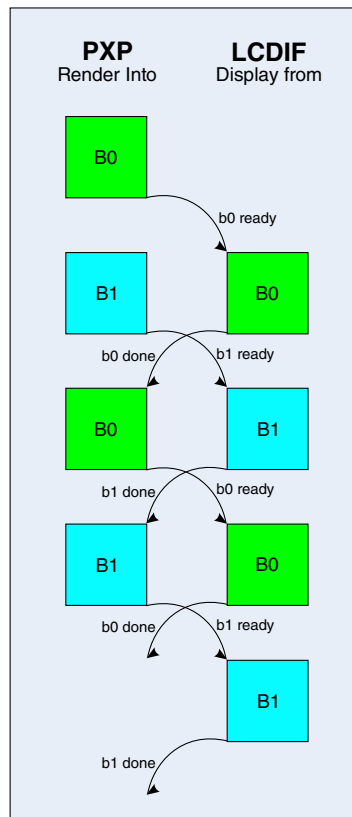 PXP LCDIF
Render Into Display from
B0
b0 ready
B1 B0
b0 done b1 ready
B0 B1
b1 done b0 ready
B1 B0
b0 done b1 ready
B1
b1 done